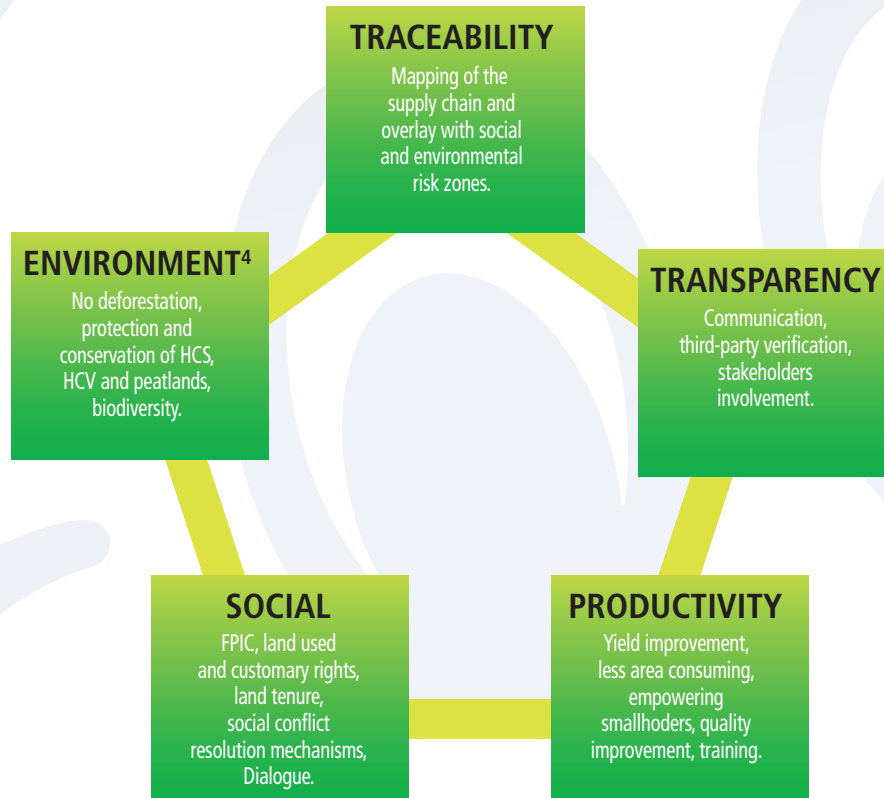 TRACEABILITY
Mapping of the
supply chain and
overlay with social
and environmental
risk zones.
ENVIRONMENT⁴
No deforestation,
protection and
conservation of HCS,
HCV and peatlands,
biodiversity.
TRANSPARENCY
Communication,
third-party verification,
stakeholders
involvement.
SOCIAL
FPIC, land used
and customary rights,
land tenure,
social conflict
resolution mechanisms,
Dialogue.
PRODUCTIVITY
Yield improvement,
less area consuming,
empowering
smallhoders, quality
improvement, training.